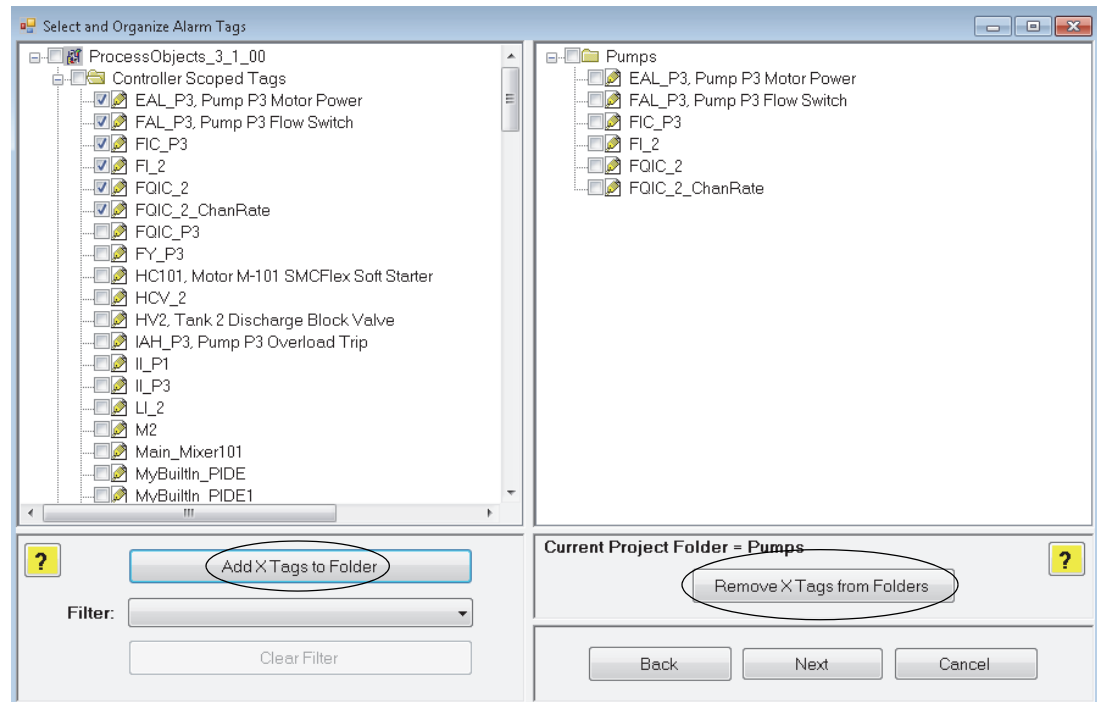 Select and Organize Alarm Tags
ProcessObjects_3_1_00
Controller Scoped Tags
EAL_P3, Pump P3 Motor Power
FAL_P3, Pump P3 Flow Switch
FIC_P3
FI_2
FQIC_2
FQIC_2_ChanRate
FQIC_P3
FY_P3
HC101, Motor M-101 SMCFlex Soft Starter
HCV_2
HV2, Tank 2 Discharge Block Valve
IAH_P3, Pump P3 Overload Trip
II_P1
II_P3
LI_2
M2
Main_Mixer101
MyBuiltIn_PIDE
MyBuiltIn_PIDE1
Pumps
EAL_P3, Pump P3 Motor Power
FAL_P3, Pump P3 Flow Switch
FIC_P3
FI_2
FQIC_2
FQIC_2_ChanRate
?
Add X Tags to Folder
Filter:
Clear Filter
Current Project Folder = Pumps
?
Remove X Tags from Folders
Back
Next
Cancel